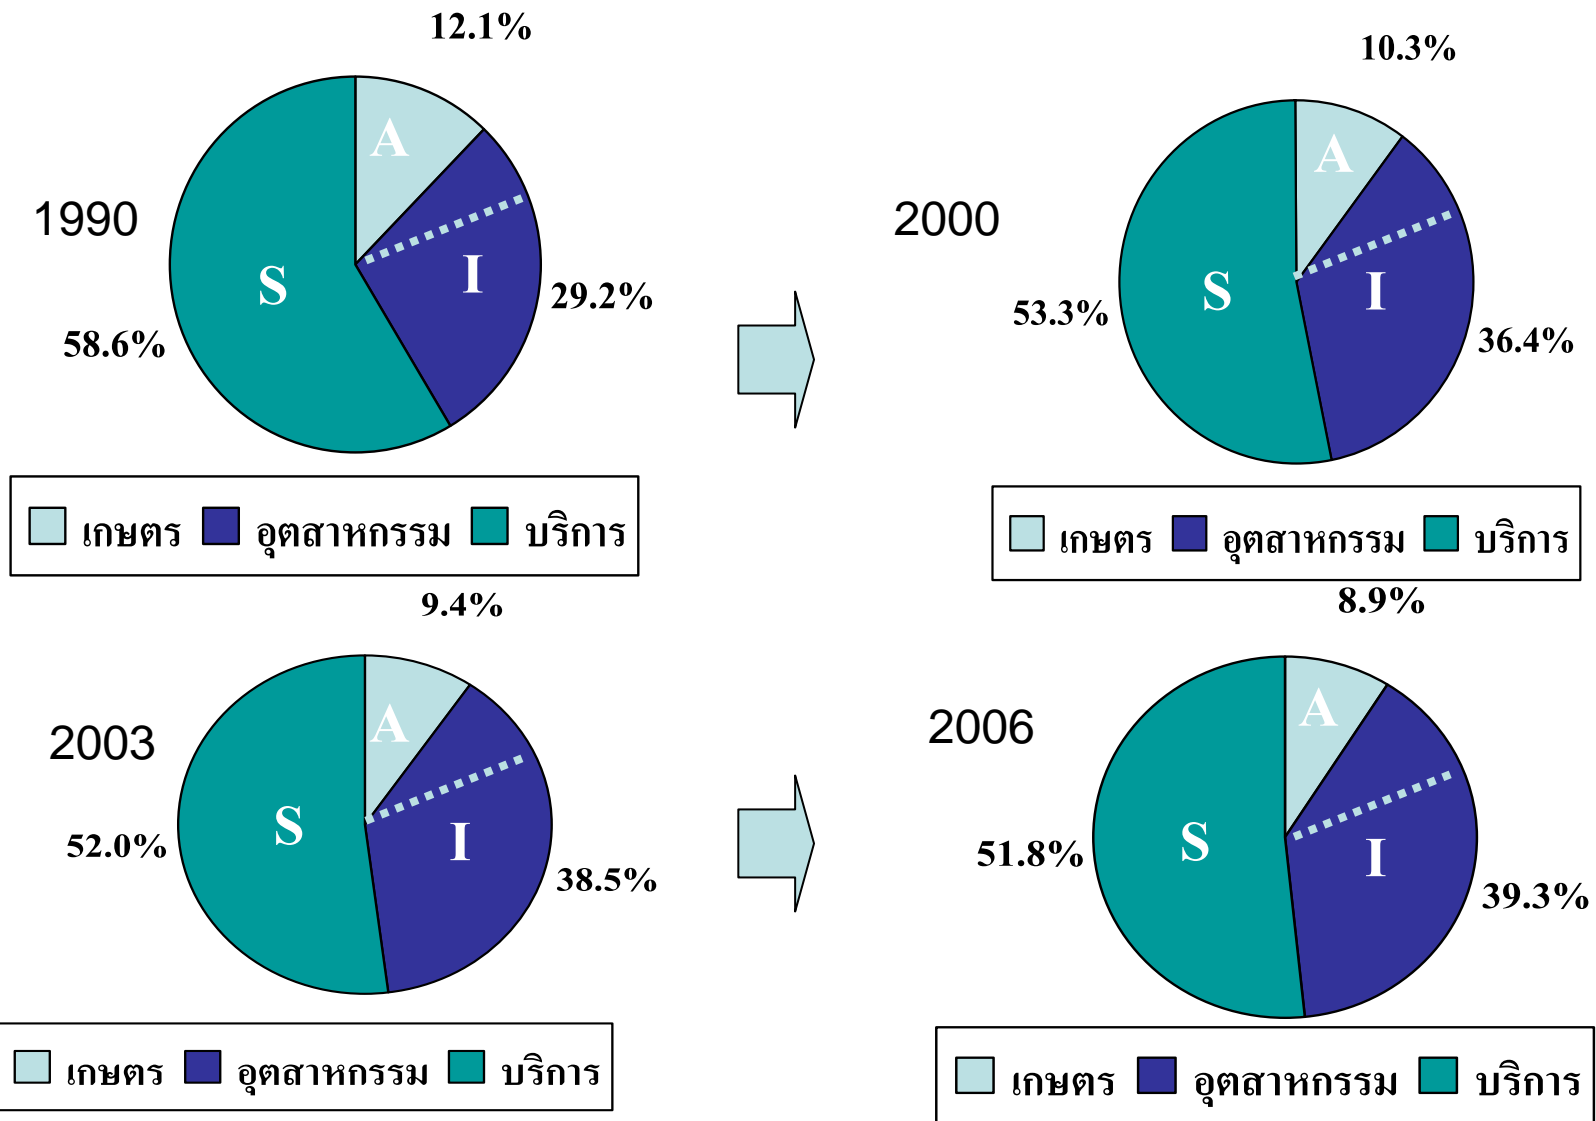 12.1%
1990
A
S
I
29.2%
58.6%
เกษตร อุตสาหกรรม บริการ
10.3%
2000
A
S
I
53.3%
36.4%
เกษตร อุตสาหกรรม บริการ
9.4%
2003
A
S
I
52.0%
38.5%
เกษตร อุตสาหกรรม บริการ
8.9%
2006
A
S
I
51.8%
39.3%
เกษตร อุตสาหกรรม บริการ